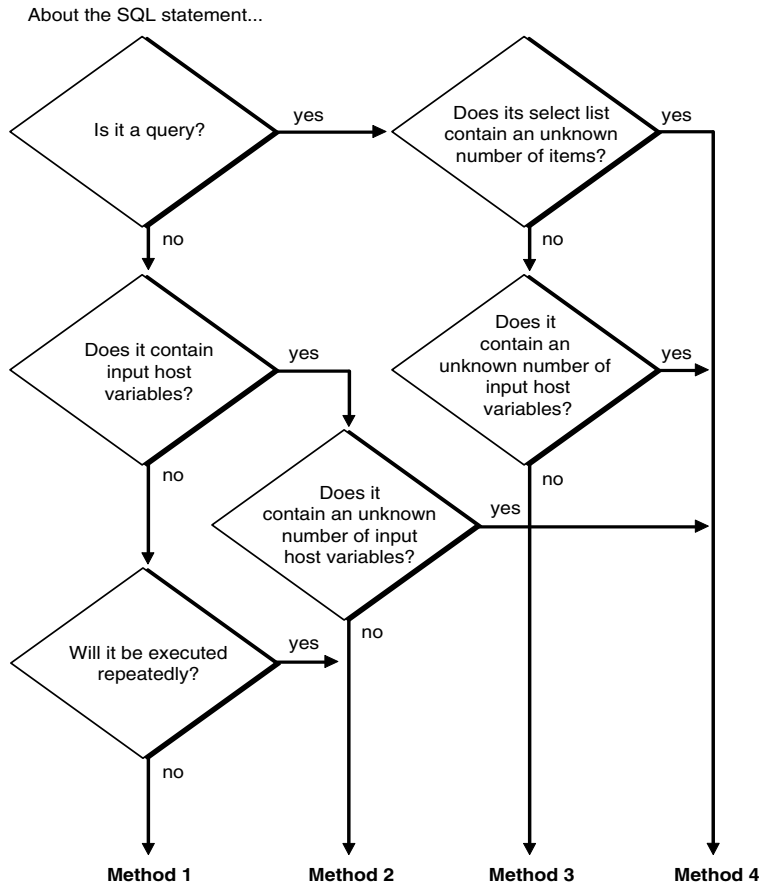 About the SQL statement...
Is it a query?
yes
Does its select list
contain an unknown
number of items?
yes
no
no
Does it contain
input host
variables?
yes
Does it
contain an
unknown number of
input host
variables?
yes
no
no
Does it
contain an unknown
number of input
host variables?
yes
no
Will it be executed
repeatedly?
yes
no
Method 1
Method 2
Method 3
Method 4